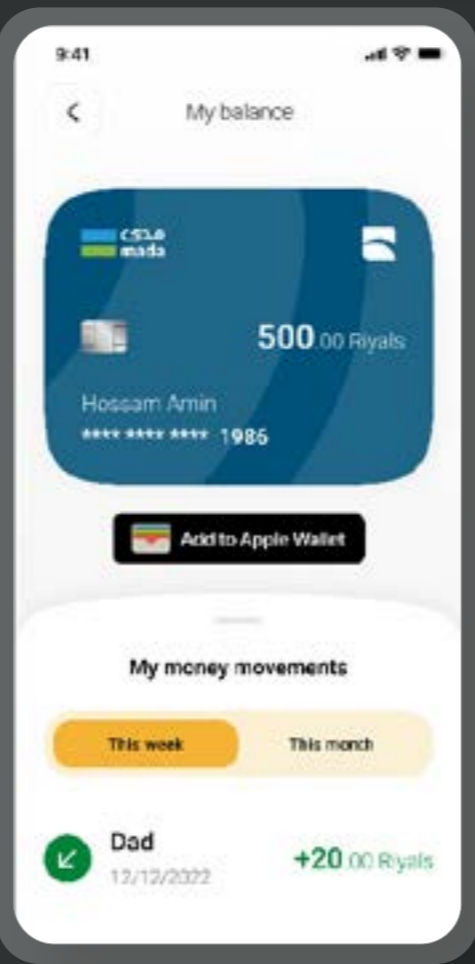 9:41
My balance
مدى
mada
500.00 Riyals
Hossam Amin
**** **** **** 1986
Add to Apple Wallet
My money movements
This week This month
Dad
+20.00 Riyals
12/12/2022